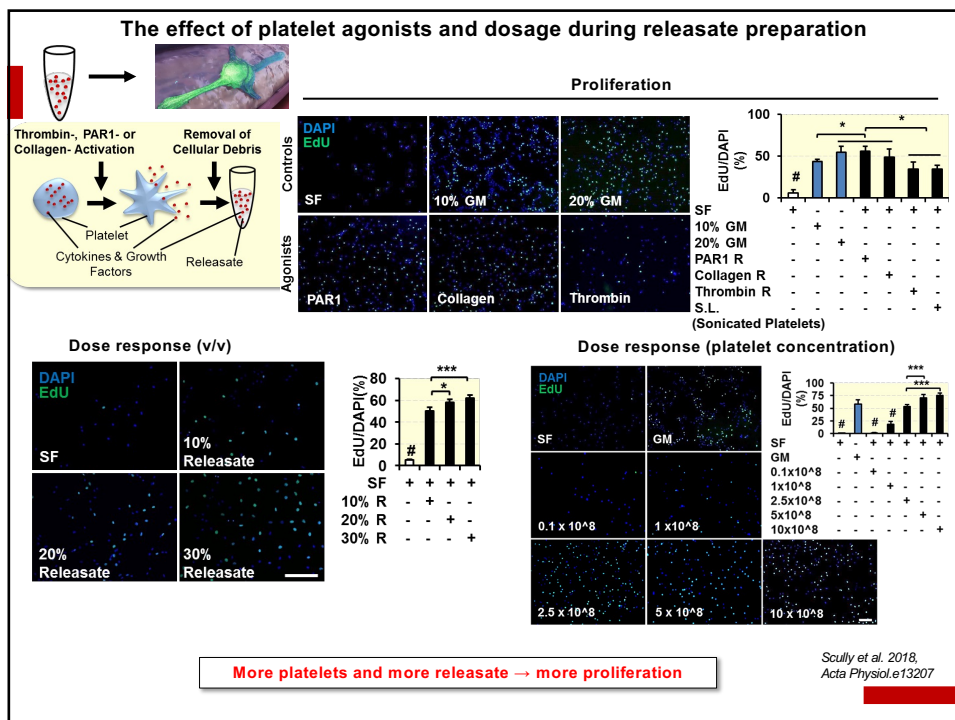 The effect of platelet agonists and dosage during releasate preparation
Thrombin-, PAR1- or
Collagen- Activation
Removal of
Cellular Debris
Platelet
Cytokines & Growth
Factors
Releasate
Proliferation
Controls
Agonists
DAPI
EdU
SF
10% GM
20% GM
PAR1
Collagen
Thrombin
EdU/DAPI
(%)
100
50
0
#
*
*
SF + - - + + + +
10% GM - + - - - - -
20% GM - - + - - - -
PAR1 R - - - + - - -
Collagen R - - - - + - -
Thrombin R - - - - - + -
S.L. - - - - - - +
(Sonicated Platelets)
Dose response (v/v)
DAPI
EdU
SF
10%
Releasate
20%
Releasate
30%
Releasate
EdU/DAPI(%)
80
60
40
20
0
#
***
*
SF + + + +
10% R - + - -
20% R - - + -
30% R - - - +
Dose response (platelet concentration)
DAPI
EdU
SF
GM
0.1 x 10^8
1 x10^8
2.5 x 10^8
5 x 10^8
10 x 10^8
EdU/DAPI
(%)
100
75
50
25
0
#
#
#
***
***
SF + - + + + + +
GM - + - - - - -
0.1x10^8 - - + - - - -
1x10^8 - - - + - - -
2.5x10^8 - - - - + - -
5x10^8 - - - - - + -
10x10^8 - - - - - - +
More platelets and more releasate → more proliferation
Scully et al. 2018,
Acta Physiol.e13207